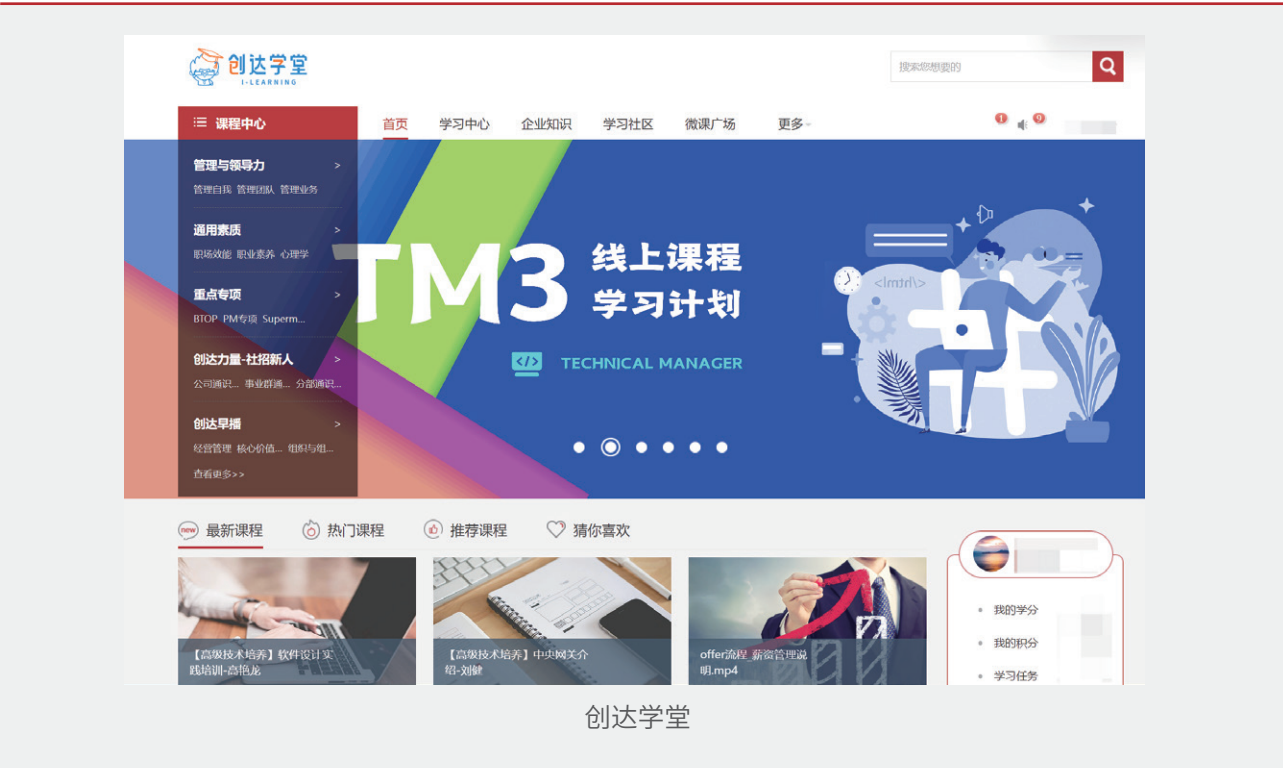 创达学堂
I-LEARNING
搜索您想要的
课程中心
首页 学习中心 企业知识 学习社区 微课广场 更多
1 9
管理与领导力 >
管理自我 管理团队 管理业务
通用素质 >
职场效能 职业素养 心理学
重点专项 >
BTOP PM专项 Superm...
创达力量-社招新人 >
公司通识... 事业群通... 分部通识...
创达早播 >
经营管理 核心价值... 组织与组...
查看更多>>
TM3
线上课程
学习计划
</> TECHNICAL MANAGER
new 最新课程 热门课程 推荐课程 猜你喜欢
【高级技术培养】软件设计实
践培训-高艳龙
【高级技术培养】中央网关介
绍-刘健
offer流程 薪资管理说
明.mp4
我的学分
我的积分
学习任务
创达学堂